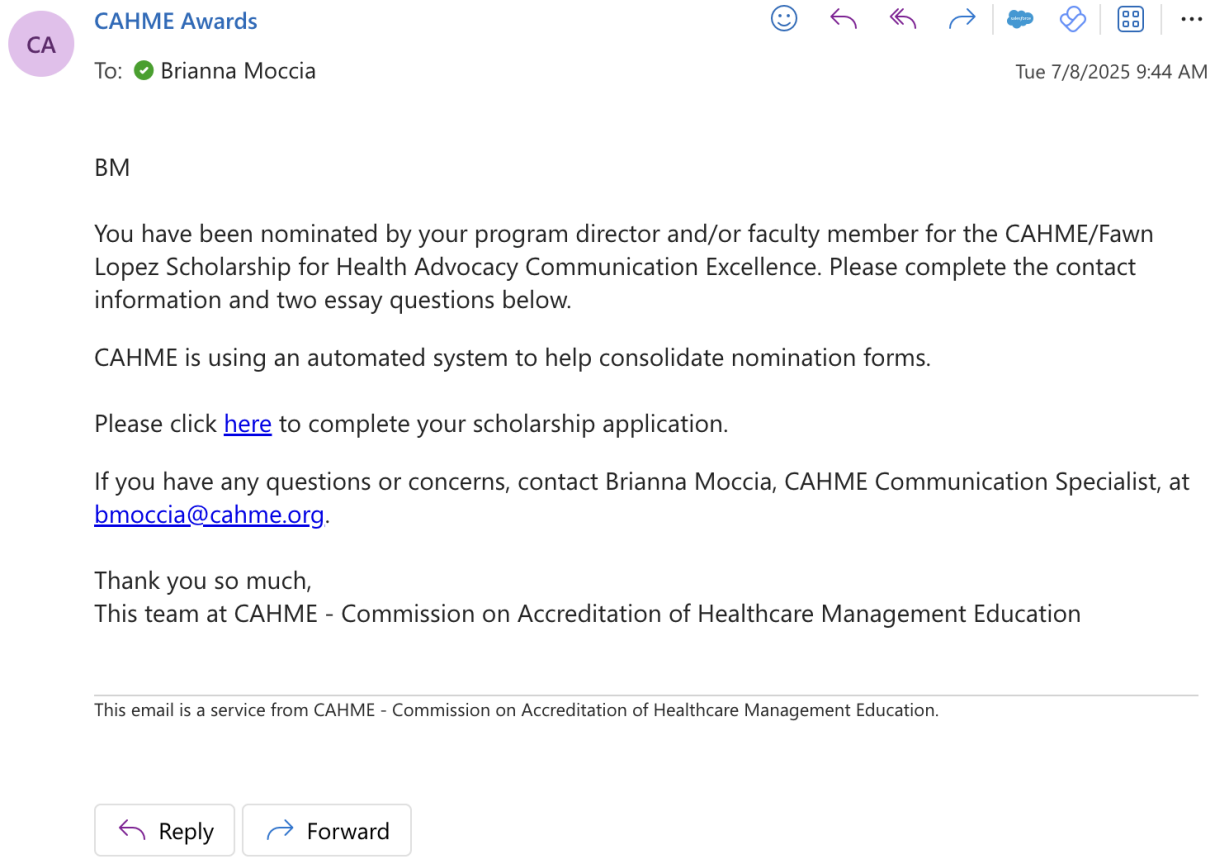 CA
CAHME Awards
To: Brianna Moccia
Tue 7/8/2025 9:44 AM
BM
You have been nominated by your program director and/or faculty member for the CAHME/Fawn
Lopez Scholarship for Health Advocacy Communication Excellence. Please complete the contact
information and two essay questions below.
CAHME is using an automated system to help consolidate nomination forms.
Please click here to complete your scholarship application.
If you have any questions or concerns, contact Brianna Moccia, CAHME Communication Specialist, at
bmoccia@cahme.org.
Thank you so much,
This team at CAHME - Commission on Accreditation of Healthcare Management Education
This email is a service from CAHME - Commission on Accreditation of Healthcare Management Education.
Reply
Forward